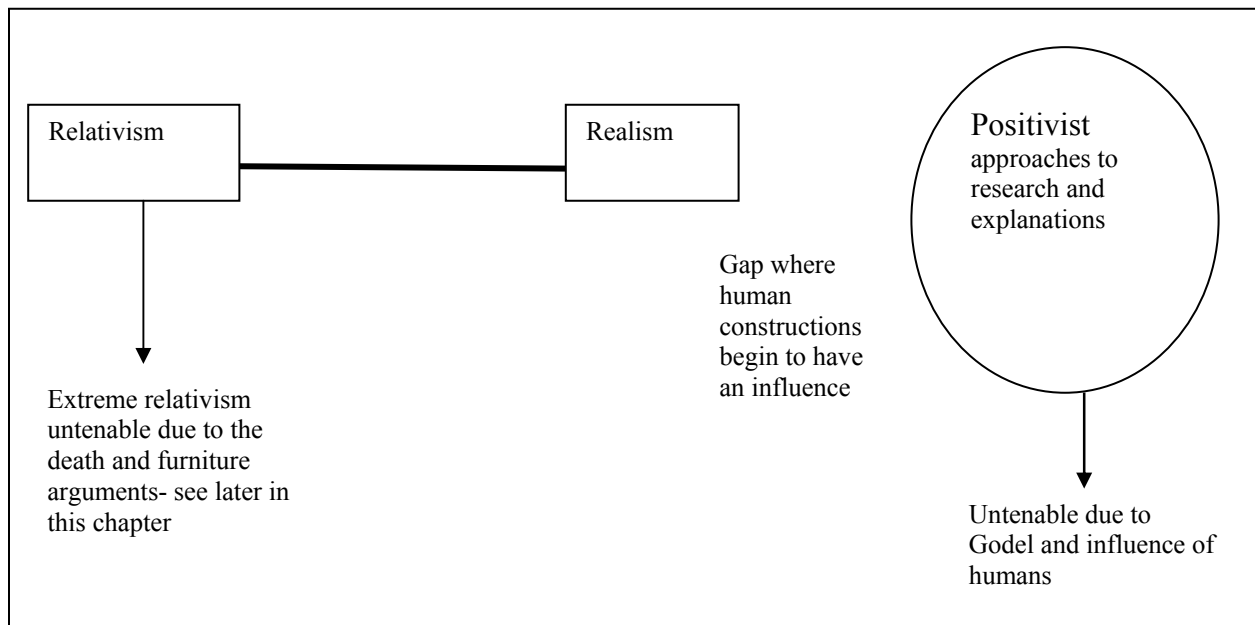 Relativism
Realism
Positivist
approaches to
research and
explanations
Gap where
human
constructions
begin to have
an influence
Extreme relativism
untenable due to the
death and furniture
arguments- see later in
this chapter
Untenable due to
Godel and influence of
humans